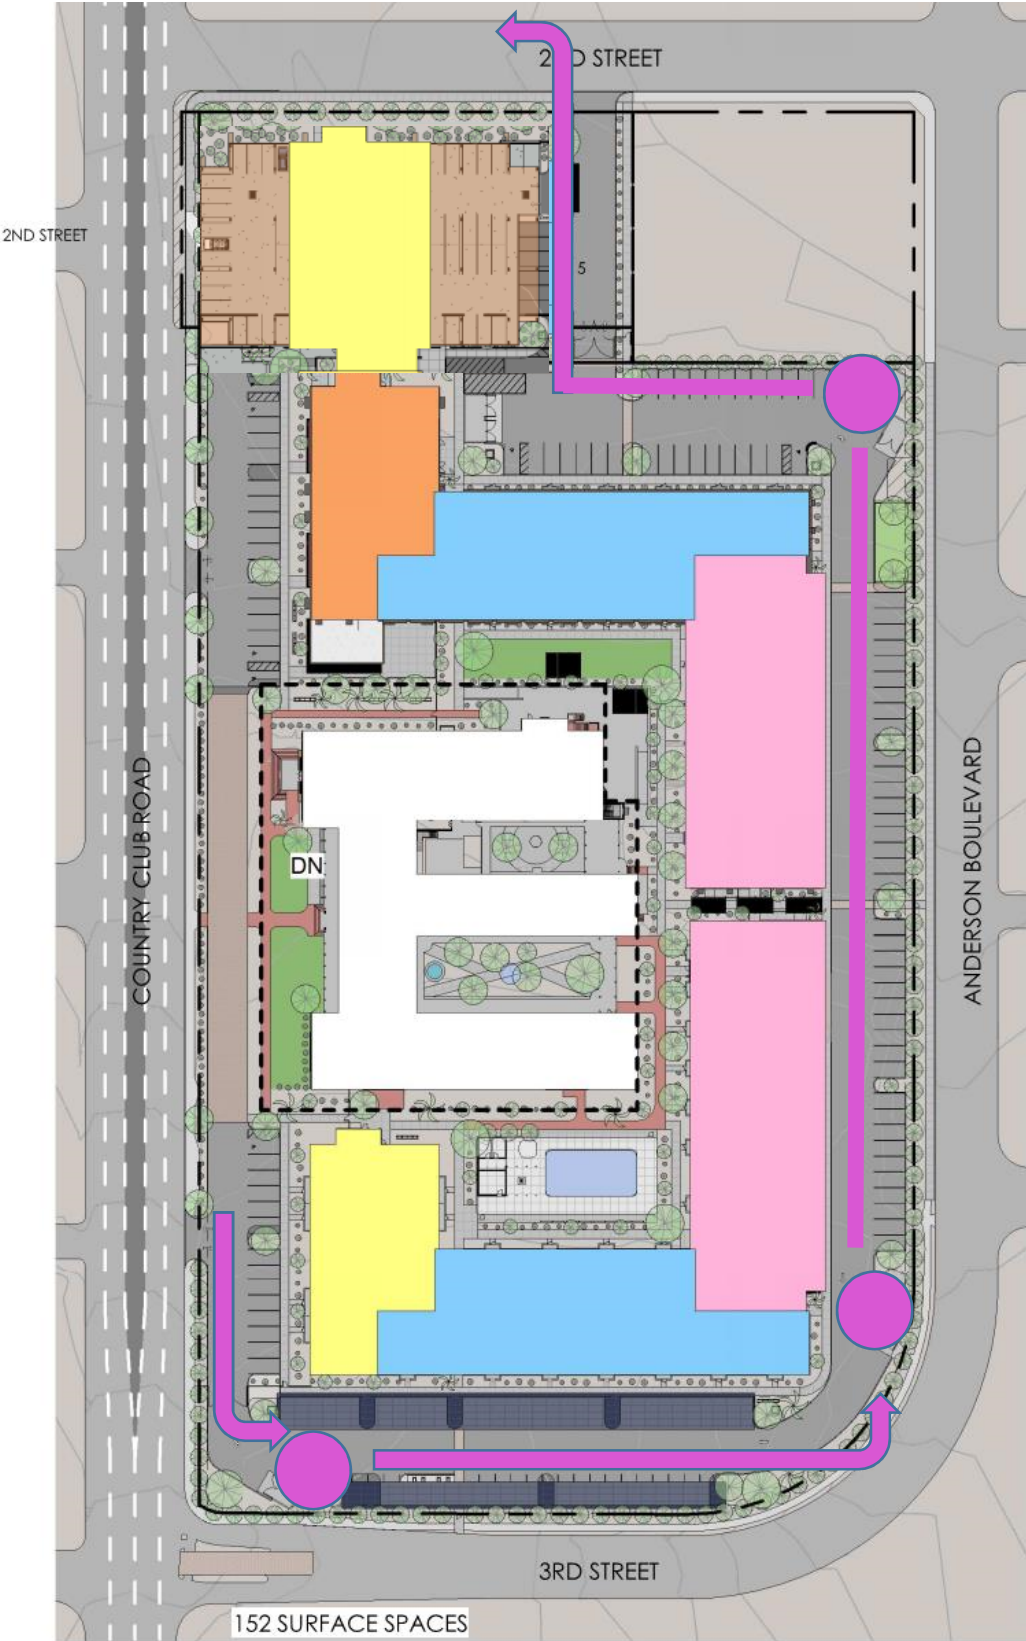 2ND STREET
2ND STREET
5
COUNTRY CLUB ROAD
DN
ANDERSON BOULEVARD
3RD STREET
152 SURFACE SPACES